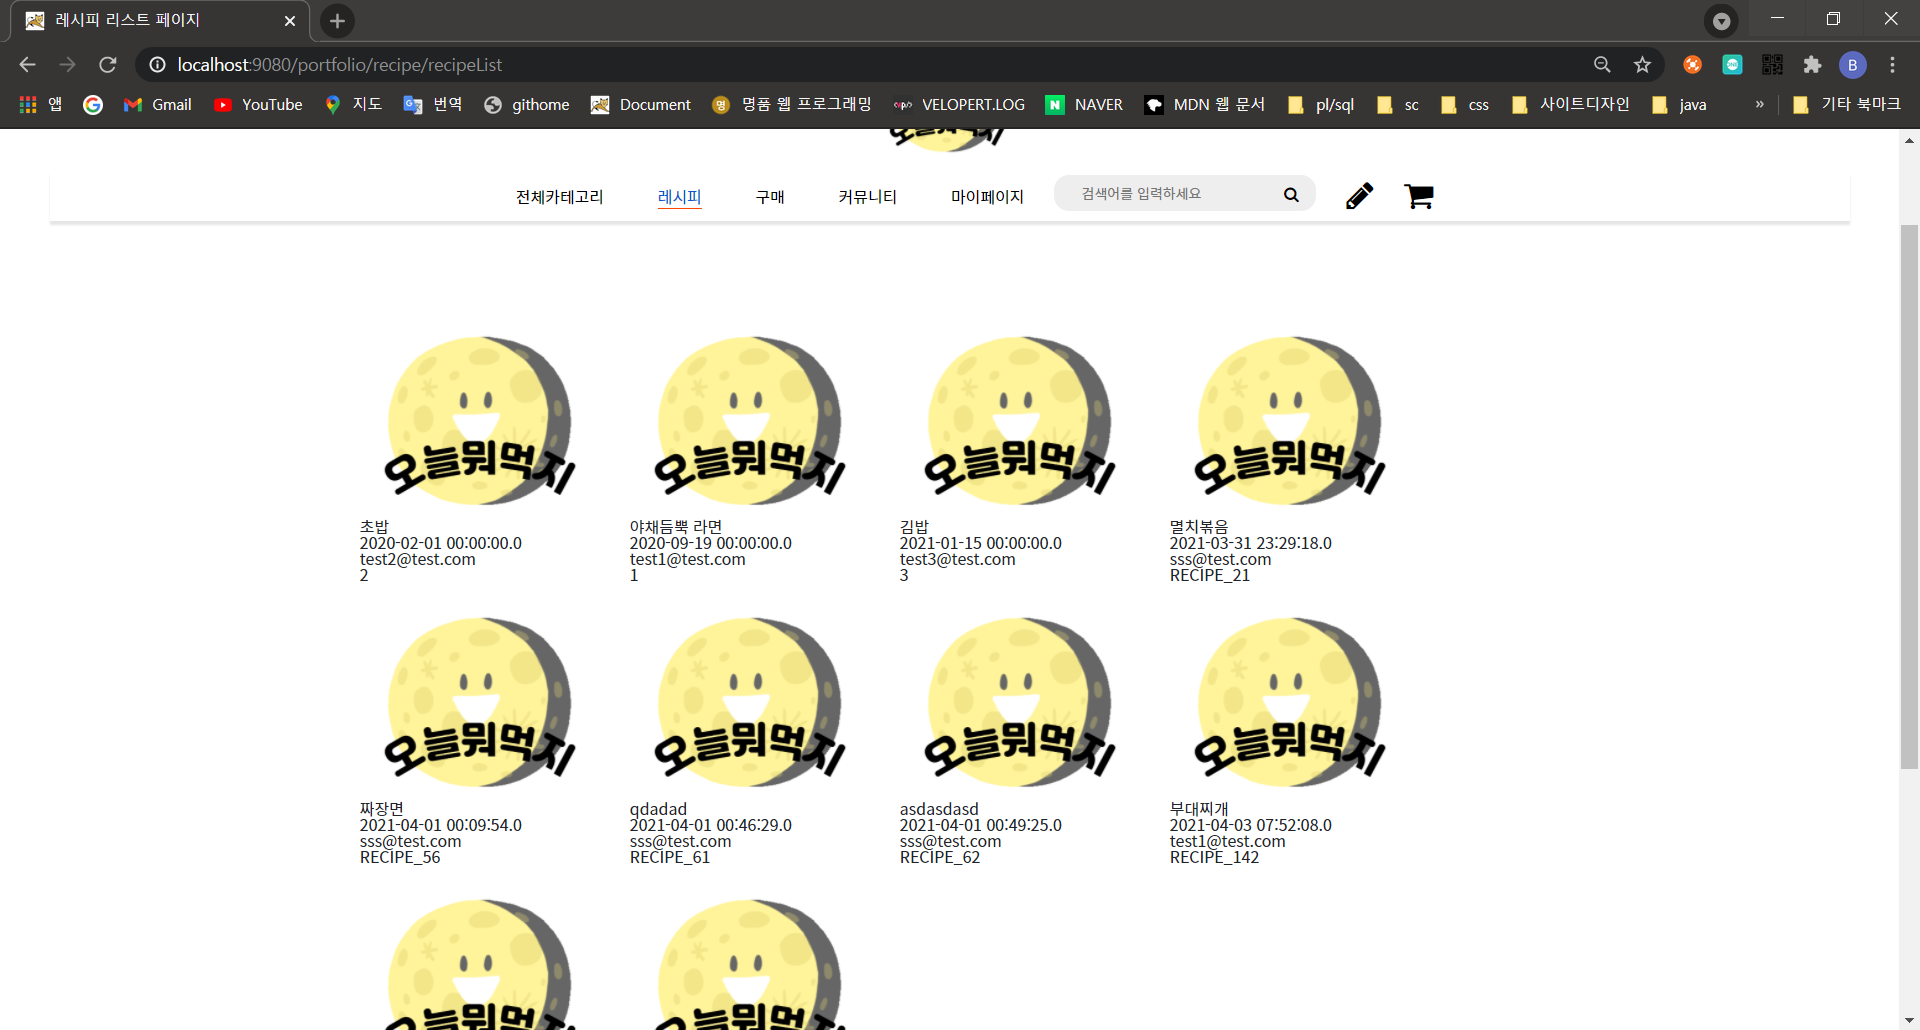 레시피 리스트 페이지
localhost:9080/portfolio/recipe/recipeList
앱 Gmail YouTube 지도 번역 githome Document 명품 웹 프로그래밍 VELOPERT.LOG NAVER MDN 웹 문서 pl/sql sc css 사이트디자인 java » 기타 북마크
오늘뭐먹지
전체카테고리 레시피 구매 커뮤니티 마이페이지 검색어를 입력하세요
오늘뭐먹지 오늘뭐먹지 오늘뭐먹지 오늘뭐먹지
초밥
2020-02-01 00:00:00.0
test2@test.com
2
야채듬뿍 라면
2020-09-19 00:00:00.0
test1@test.com
1
김밥
2021-01-15 00:00:00.0
test3@test.com
3
멸치볶음
2021-03-31 23:29:18.0
sss@test.com
RECIPE_21
오늘뭐먹지 오늘뭐먹지 오늘뭐먹지 오늘뭐먹지
짜장면
2021-04-01 00:09:54.0
sss@test.com
RECIPE_56
qdadad
2021-04-01 00:46:29.0
sss@test.com
RECIPE_61
asdasdasd
2021-04-01 00:49:25.0
sss@test.com
RECIPE_62
부대찌개
2021-04-03 07:52:08.0
test1@test.com
RECIPE_142
오늘뭐먹지 오늘뭐먹지